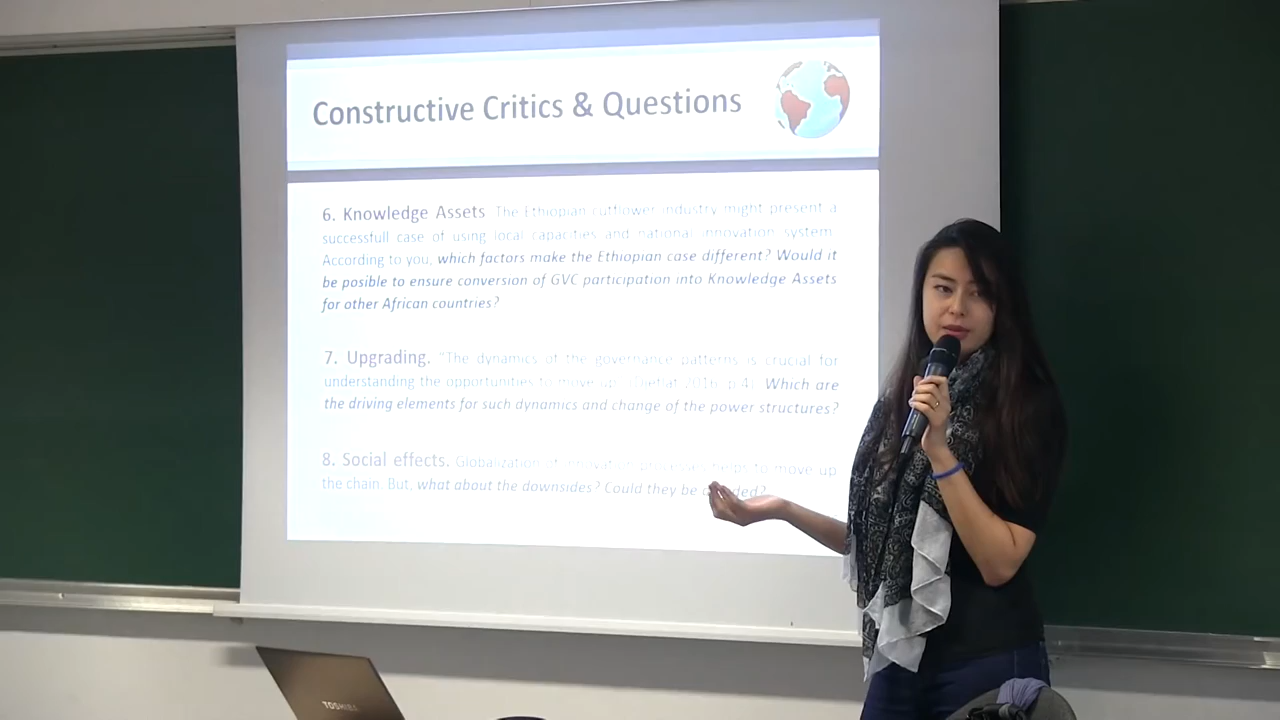 Constructive Critics & Questions
6. Knowledge Assets The Ethiopian cutflower industry might present a
successfull case of using local capacities and national innovation system.
According to you, which factors make the Ethiopian case different? Would it
be posible to ensure conversion of GVC participation into Knowledge Assets
for other African countries?
7. Upgrading. "The dynamics of the governance patterns is crucial for
understanding the opportunities to move up" 2016, p.4). Which are
the driving elements for such dynamics and change of the power structures?
8. Social effects. Globalization of innovation processes helps to move up
the chain. But, what about the downsides? Could they be
TOSHIBA